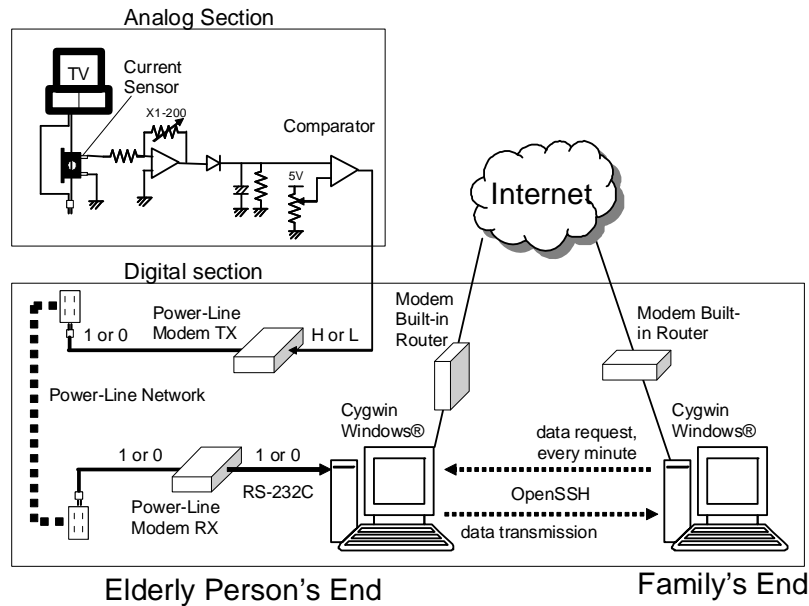 Analog Section
TV
Current
Sensor
X1-200
Comparator
5V
Internet
Digital section
Power-Line
Modem TX
1 or 0
H or L
Modem
Built-in
Router
Modem Built-
in Router
Power-Line Network
Cygwin
Windows®
Cygwin
Windows®
data request,
every minute
1 or 0
1 or 0
RS-232C
OpenSSH
Power-Line
Modem RX
data transmission
Elderly Person's End
Family's End